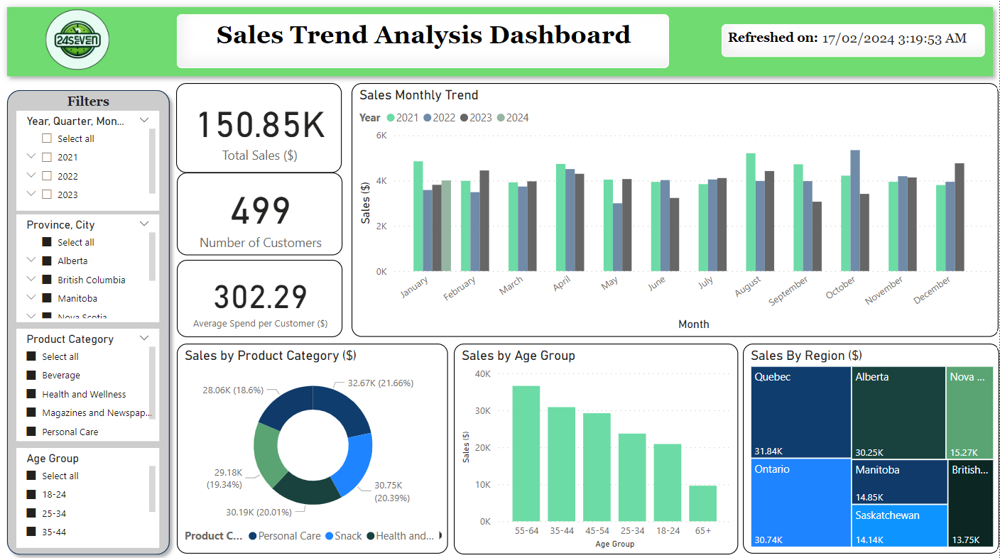 24SEVEN
Sales Trend Analysis Dashboard
Refreshed on: 17/02/2024 3:19:53 AM
Filters
Year, Quarter, Mon...
Select all
2021
2022
2023
Province, City
Select all
Alberta
British Columbia
Manitoba
Nova Scotia
Product Category
Select all
Beverage
Health and Wellness
Magazines and Newspap...
Personal Care
Age Group
Select all
18-24
25-34
35-44
150.85K
Total Sales ($)
499
Number of Customers
302.29
Average Spend per Customer ($)
Sales Monthly Trend
Year 2021 2022 2023 2024
6K
4K
2K
0K
Sales ($)
January February March April May June July August September October November December
Month
Sales by Product Category ($)
28.06K (18.6%)
32.67K (21.66%)
29.18K
(19.34%)
30.75K
(20.39%)
30.19K (20.01%)
Product C... Personal Care Snack Health and...
Sales by Age Group
40K
30K
20K
10K
0K
Sales ($)
55-64 35-44 45-54 25-34 18-24 65+
Age Group
Sales By Region ($)
Quebec
31.84K
Ontario
30.74K
Alberta
30.25K
Nova ...
15.27K
Manitoba
14.85K
Saskatchewan
14.14K
British...
13.75K